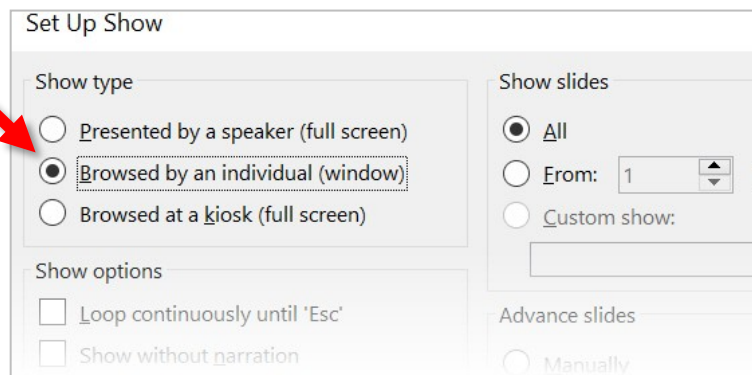 Set Up Show
Show type
Presented by a speaker (full screen)
Browsed by an individual (window)
Browsed at a kiosk (full screen)
Show options
Loop continuously until 'Esc'
Show without narration
Show slides
All
From: 1
Custom show:
Advance slides
Manually